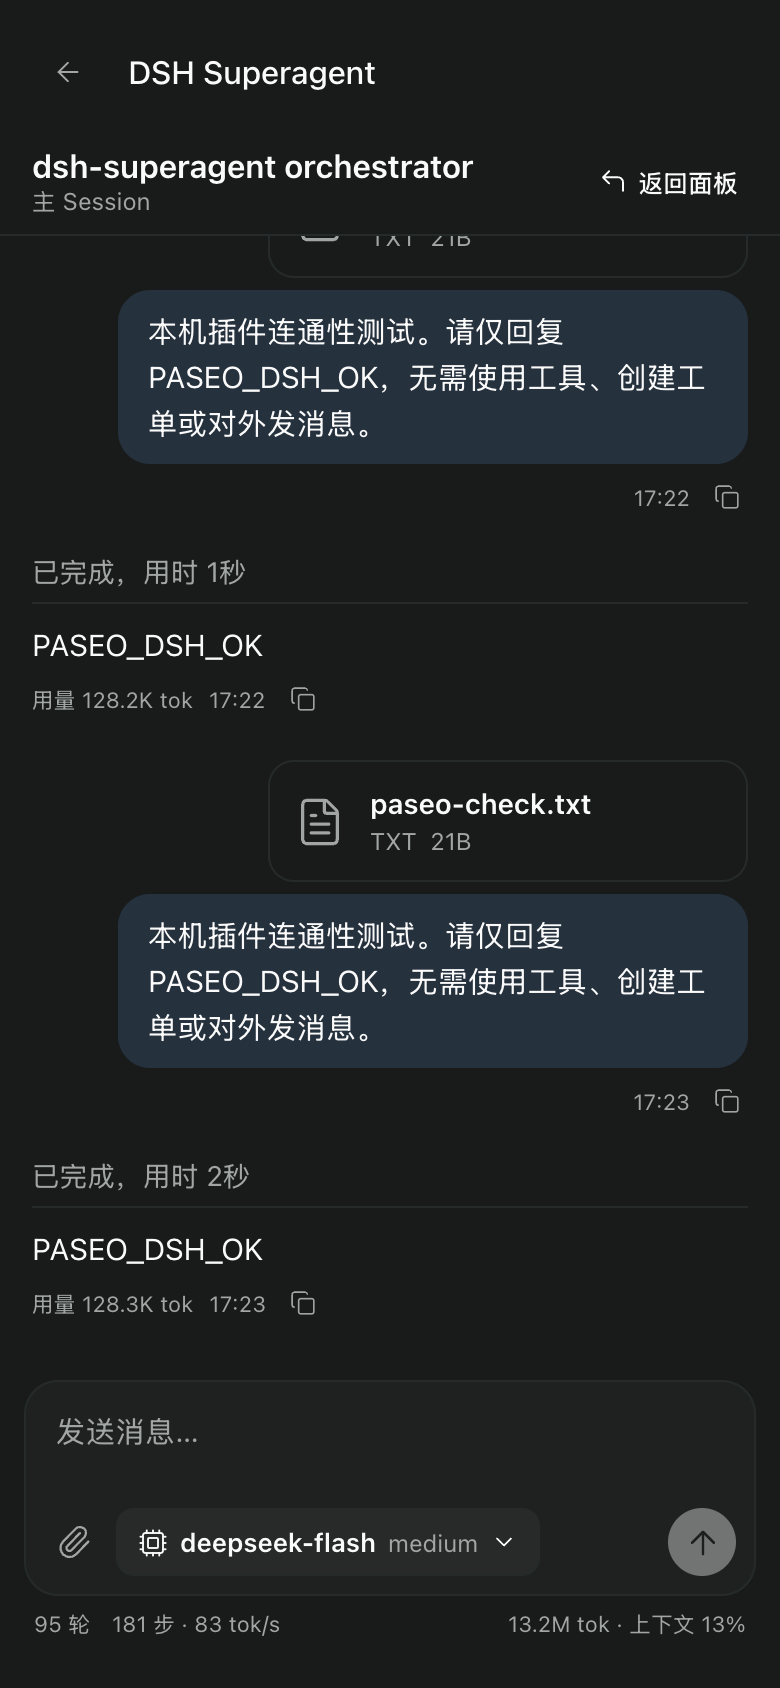 DSH Superagent
dsh-superagent orchestrator
主 Session
返回面板
TXT 21B
本机插件连通性测试。请仅回复
PASEO_DSH_OK，无需使用工具、创建工
单或对外发消息。
17:22
已完成，用时 1秒
PASEO_DSH_OK
用量 128.2K tok 17:22
paseo-check.txt
TXT 21B
本机插件连通性测试。请仅回复
PASEO_DSH_OK，无需使用工具、创建工
单或对外发消息。
17:23
已完成，用时 2秒
PASEO_DSH_OK
用量 128.3K tok 17:23
发送消息...
deepseek-flash medium
95 轮 181 步 · 83 tok/s 13.2M tok · 上下文 13%